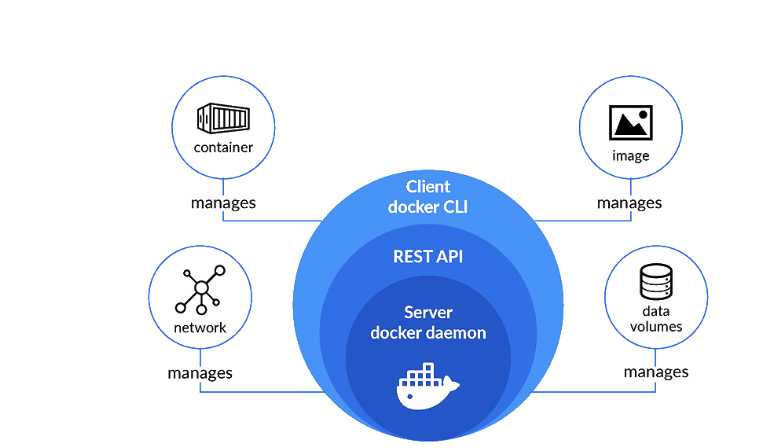 container
image
manages
manages
Client
docker CLI
REST API
Server
docker daemon
network
data
volumes
manages
manages